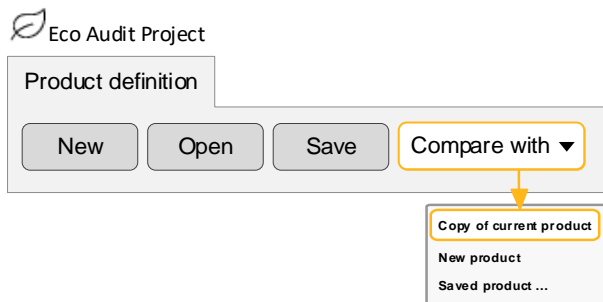 Eco Audit Project
Product definition
New Open Save Compare with
Copy of current product
New product
Saved product ...